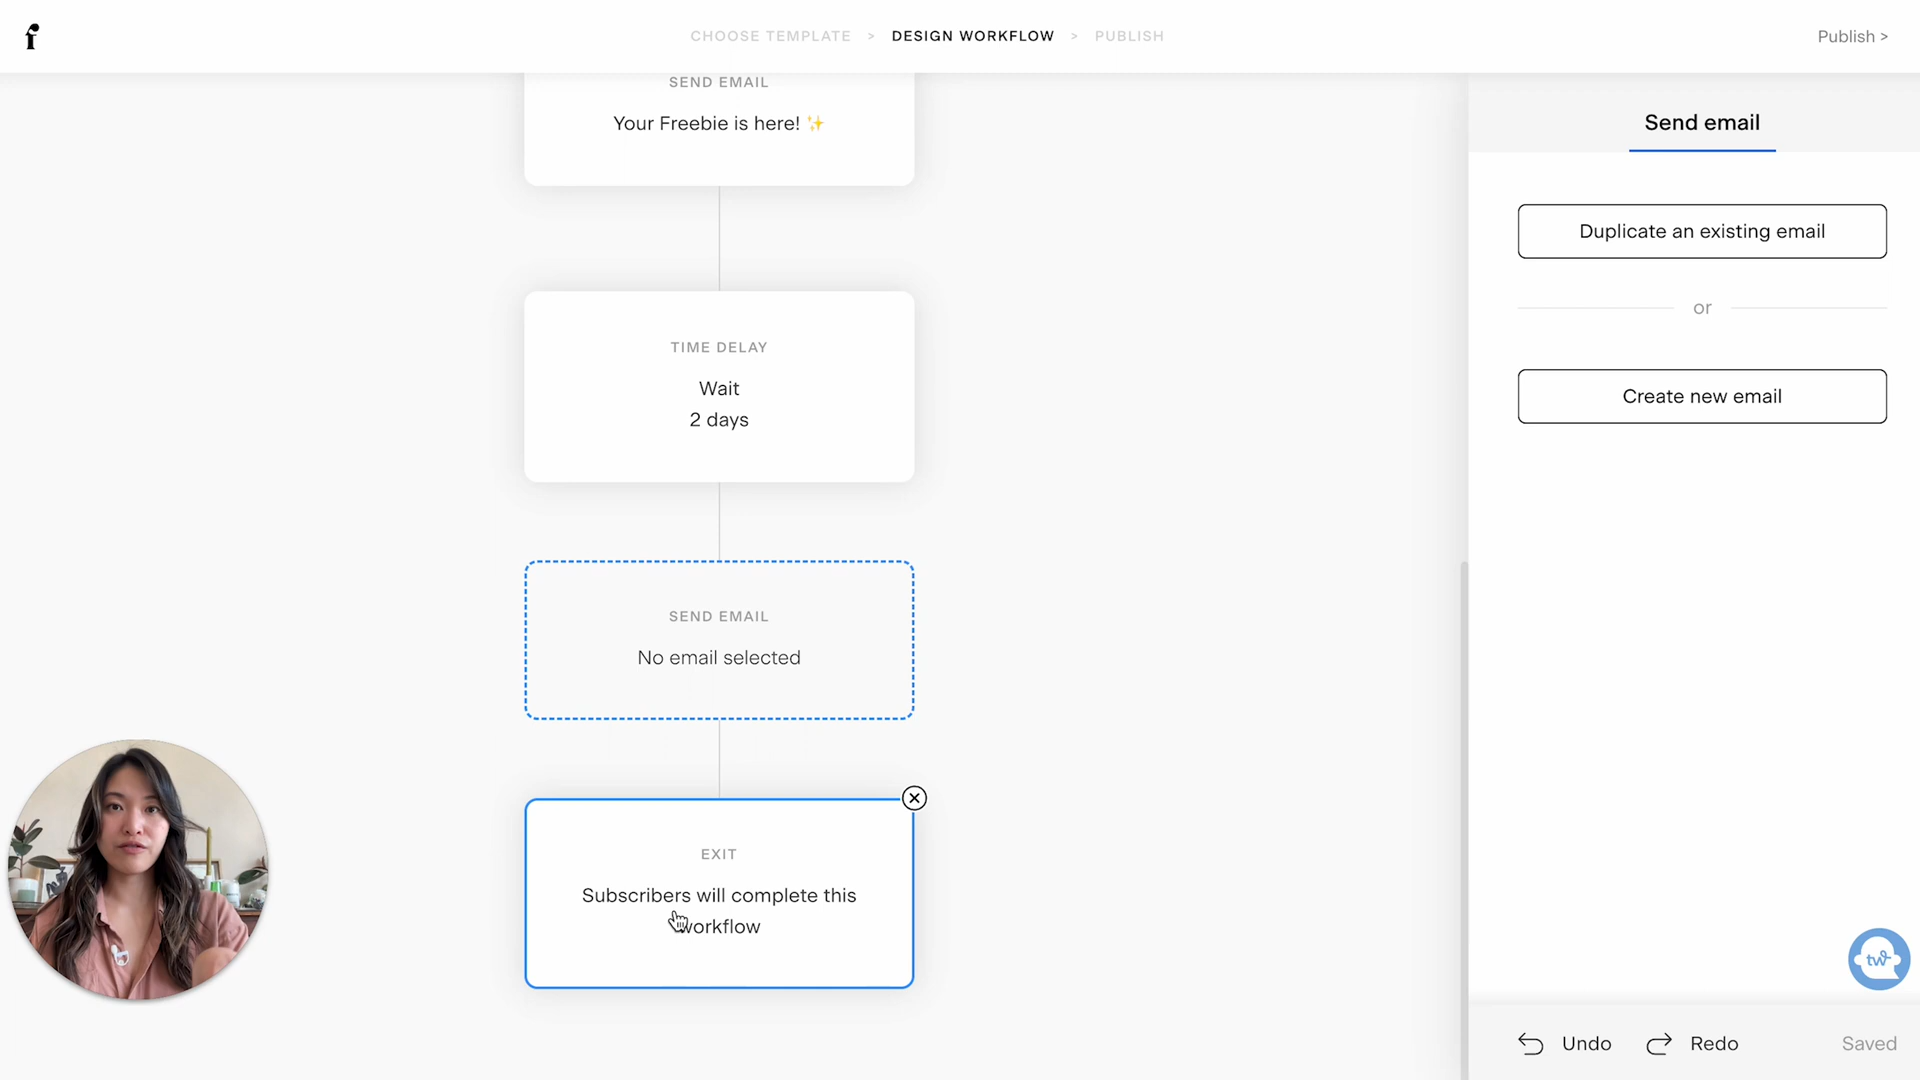 f
CHOOSE TEMPLATE > DESIGN WORKFLOW > PUBLISH
Publish >
SEND EMAIL
Your Freebie is here! ✨
TIME DELAY
Wait
2 days
SEND EMAIL
No email selected
EXIT
Subscribers will complete this
workflow
Send email
Duplicate an existing email
or
Create new email
tw
Undo
Redo
Saved